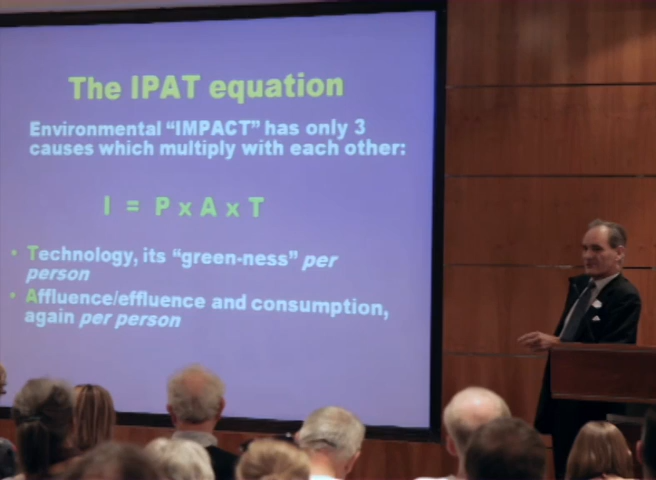 The IPAT equation
Environmental “IMPACT” has only 3
causes which multiply with each other:
I = P x A x T
• Technology, its “green-ness” per
person
• Affluence/effluence and consumption,
again per person